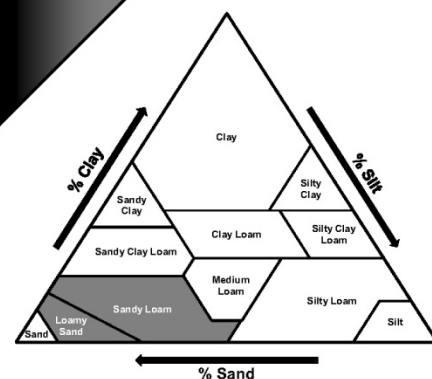 Clay
% Clay
% Silt
Sandy
Clay
Silty
Clay
Clay Loam
Silty Clay
Loam
Sandy Clay Loam
Medium
Loam
Silty Loam
Sandy Loam
Loamy
Sand
Sand
Silt
% Sand